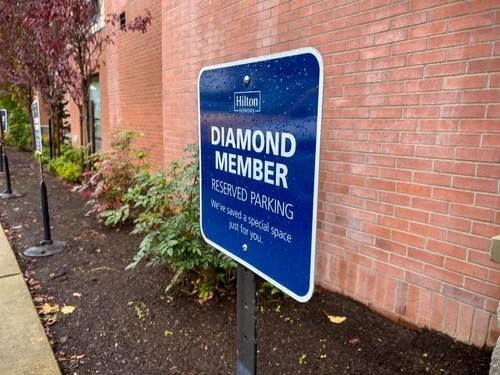 Hilton
HONORS
DIAMOND
MEMBER
RESERVED PARKING
We've saved a special space
just for you.